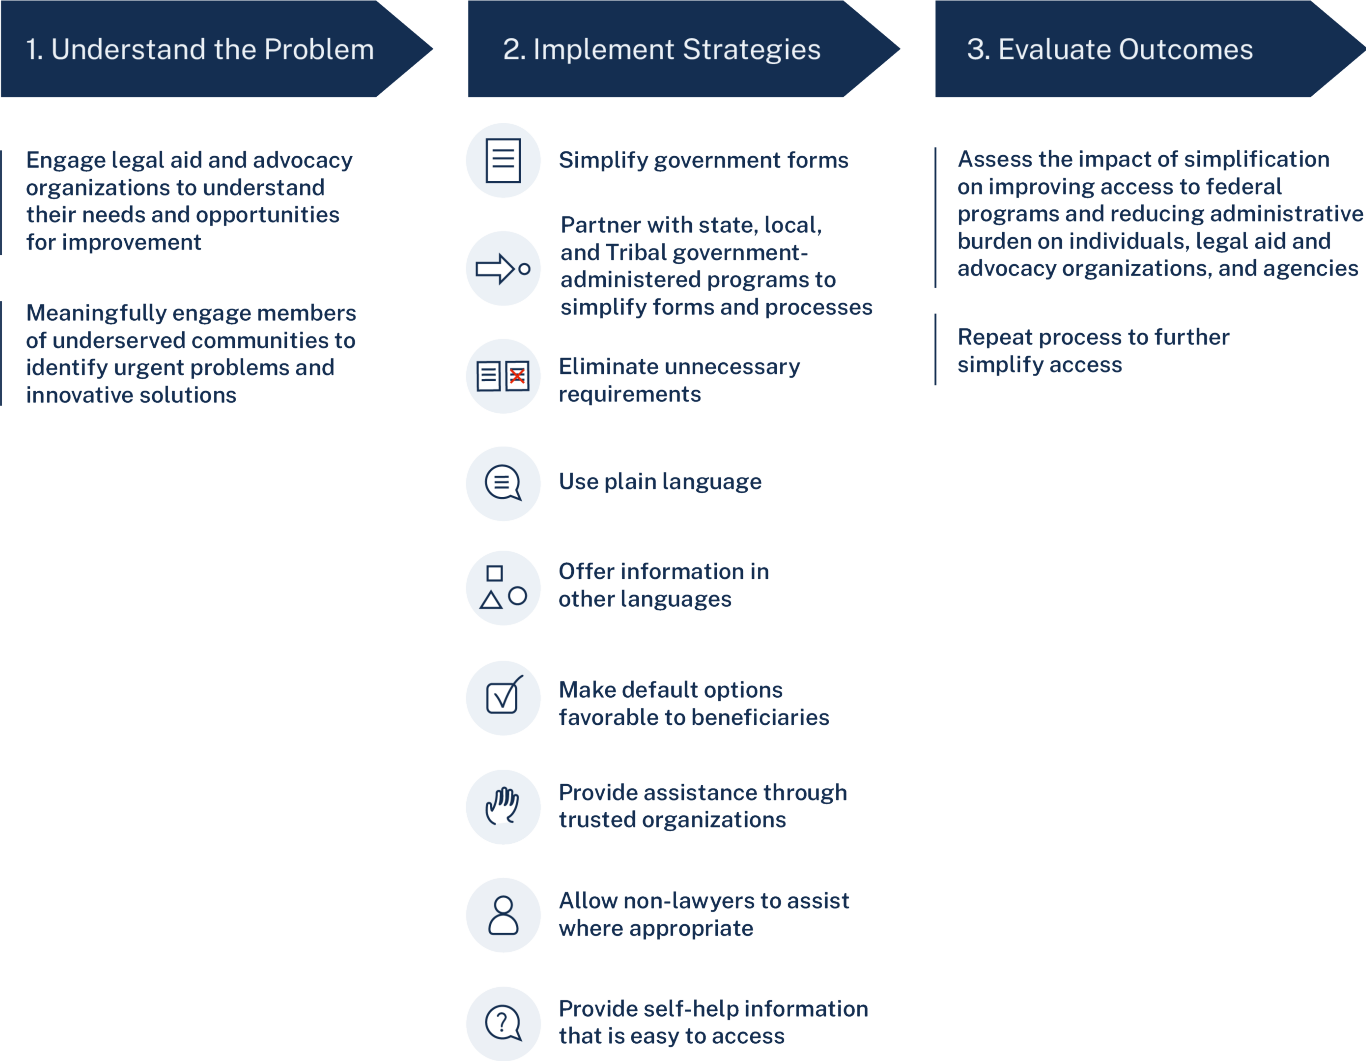 1. Understand the Problem
Engage legal aid and advocacy
organizations to understand
their needs and opportunities
for improvement
Meaningfully engage members
of underserved communities to
identify urgent problems and
innovative solutions
2. Implement Strategies
Simplify government forms
Partner with state, local,
and Tribal government-
administered programs to
simplify forms and processes
Eliminate unnecessary
requirements
Use plain language
Offer information in
other languages
Make default options
favorable to beneficiaries
Provide assistance through
trusted organizations
Allow non-lawyers to assist
where appropriate
?
Provide self-help information
that is easy to access
3. Evaluate Outcomes
Assess the impact of simplification
on improving access to federal
programs and reducing administrative
burden on individuals, legal aid and
advocacy organizations, and agencies
Repeat process to further
simplify access